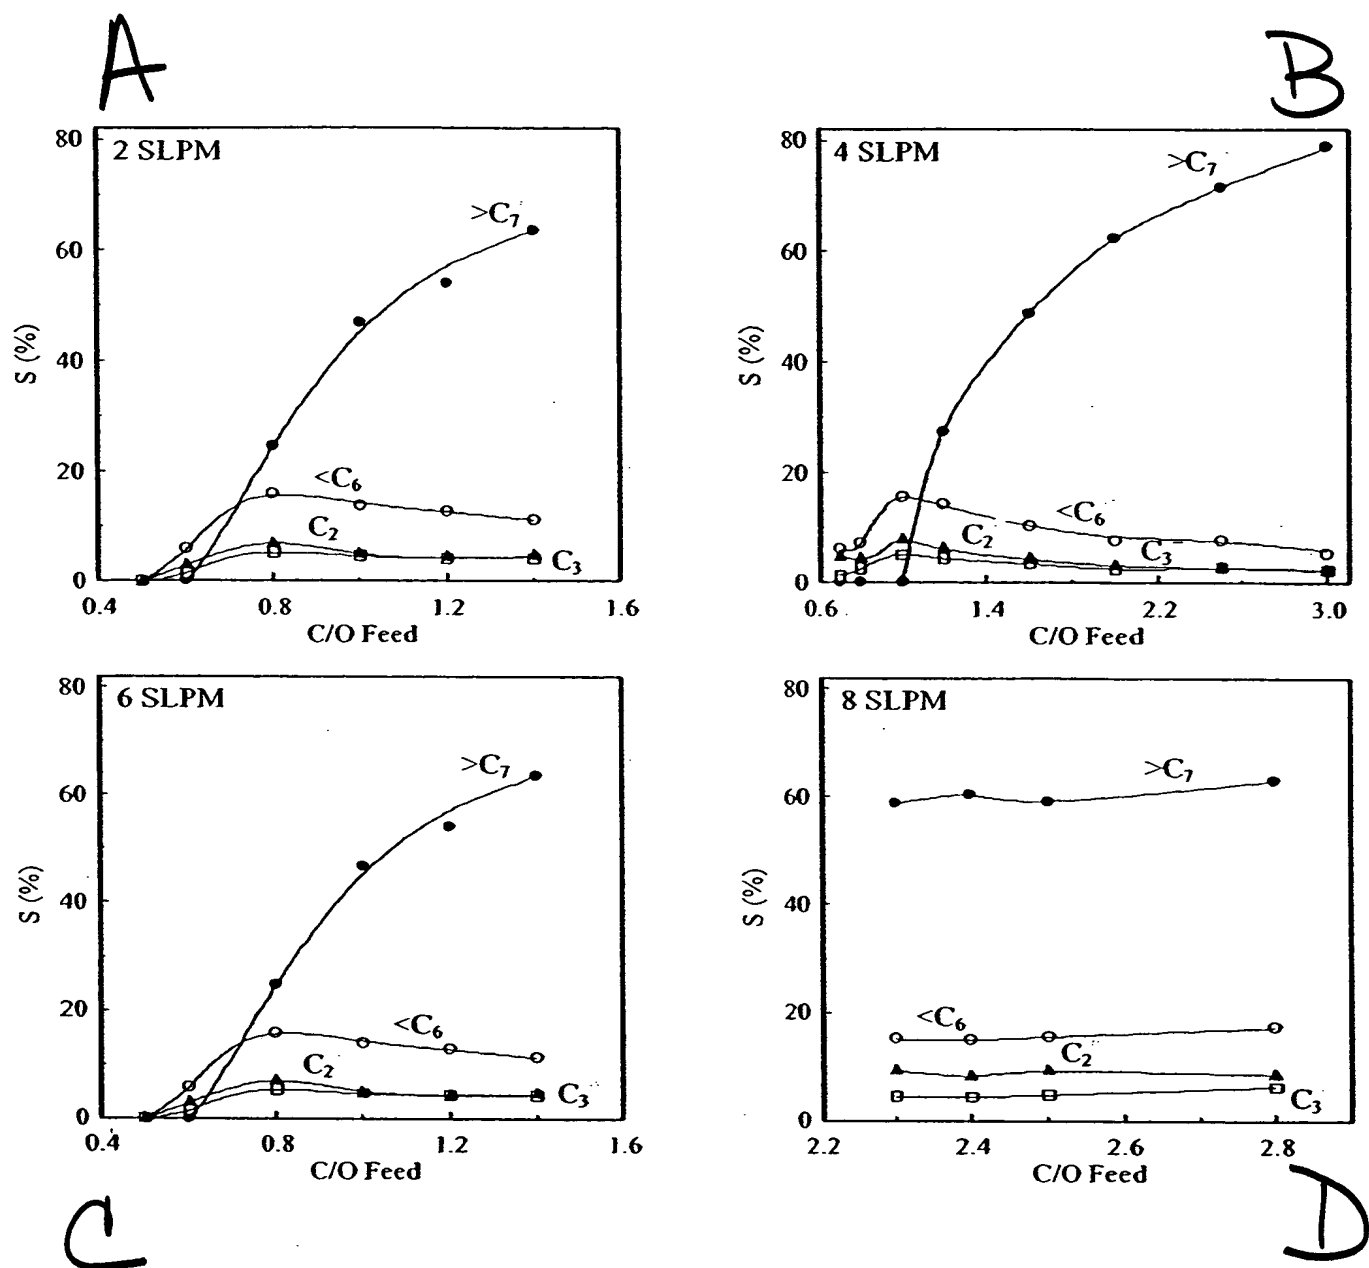 A
80
2 SLPM
>C₇
60
S (%)
40
20
<C₆
C₂
C₃
0
0.4 0.8 1.2 1.6
C/O Feed
B
80
4 SLPM
>C₇
60
S (%)
40
20
<C₆
C₂
C₃
0
0.6 1.4 2.2 3.0
C/O Feed
80
6 SLPM
>C₇
60
S (%)
40
20
<C₆
C₂
C₃
0
0.4 0.8 1.2 1.6
C/O Feed
C
80
8 SLPM
>C₇
60
S (%)
40
20
<C₆
C₂
C₃
0
2.2 2.4 2.6 2.8
C/O Feed
D